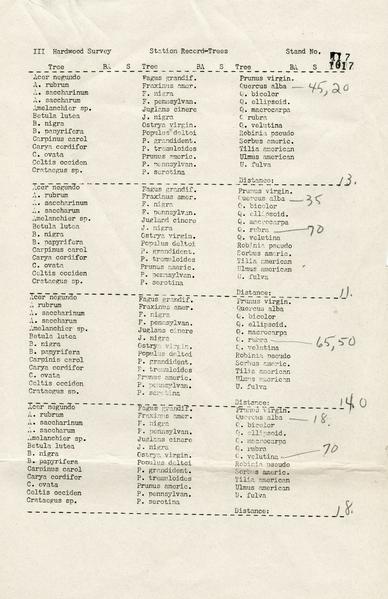 III Hardwood Survey Station Record-Trees Stand No. 1017
Tree BA S Tree BA S Tree BA S
Acer negundo Fagus grandif. Prunus virgin.
A. rubrum Fraxinus amer. Quercus alba — 45, 20
A. saccharinum F. nigra Q. bicolor
A. saccharum F. pennsylvan. Q. ellipsoid.
Amelanchier sp. Juglans cinere Q. macrocarpa
Betula lutea J. nigra Q rubra
B. nigra Ostrya virgin. Q. velutina
B. papyrifera Populus deltoi Robinia pseudo
Carpinus carol P. grandident. Sorbus americ.
Carya cordifor P. tremuloides Tilia american
C. ovata Prunus americ. Ulmus american
Celtis occiden P. pennsylvan. U. fulva
Crataegus sp. P. serotina
Distance: 13.
Acer negundo Fagus grandif. Prunus virgin.
A. rubrum Fraxinus amer. Quercus alba — 35
A. saccharinum F. nigra Q. bicolor
A. saccharum F. pennsylvan. Q. ellipsoid.
Amelanchier sp. Jugland cinere Q. macrocarpa
Betula lutea J. nigra Q. rubra — 70
B. nigra Ostrya virgin. Q. velutina
B. papyrifera Populus deltoi Robinia pseudo
Carpinus carol P. grandident. Sorbus americ.
Carya cordifor P. tremuloides Tilia american
C. ovata Prunus americ. Ulmus american
Celtis occiden P. pennsylvan. U. fulva
Crataegus sp. P. serotina
Distance: 11.
Acer negundo Fagus grandif. Prunus virgin.
A rubrum Fraxinus amer. Quercus alba
A. saccharinum F. nigra Q. bicolor
A. saccharum F. pennsylvan. Q. ellipsoid.
Amelanchier sp. Juglans cinere Q. macrocarpa
Betula lutea J. nigra Q. rubra — 65, 50
B. nigra Ostrya virgin. Q. velutina
B. papyrifera Populus deltoi Robinia pseudo
Carpinis carol P. grandident. Sorbus americ.
Carya cordifor P. tremuloides Tilia american
C. ovata Prunus americ. Ulmus american
Celtis occiden P. pennsylvan. U. fulva
Crataegus sp. P. serotina
Distance: 14.0
Acer negundo Fagus grandif. Prunus virgin.
A. rubrum Fraxinus amer. Quercus alba — 18.
A. saccharinum F. nigra Q. bicolor
A. saccharum F. pennsylvan. Q. ellipsoid.
Amelanchier sp. Juglans cinere Q. macrocarpa
Betula lutea J. nigra Q. rubra
B. nigra Ostrya virgin. Q. velutina — 70
B. papyrifera Populus deltoi Robinia pseudo
Carpinus carol P. grandident. Sorbus americ.
Carya cordifor P. tremuloides Tilia american
C. ovata Prunus americ. Ulmus american
Celtis occiden P. pennsylvan. U. fulva
Crataegus sp. P. serotina
Distance: 18.